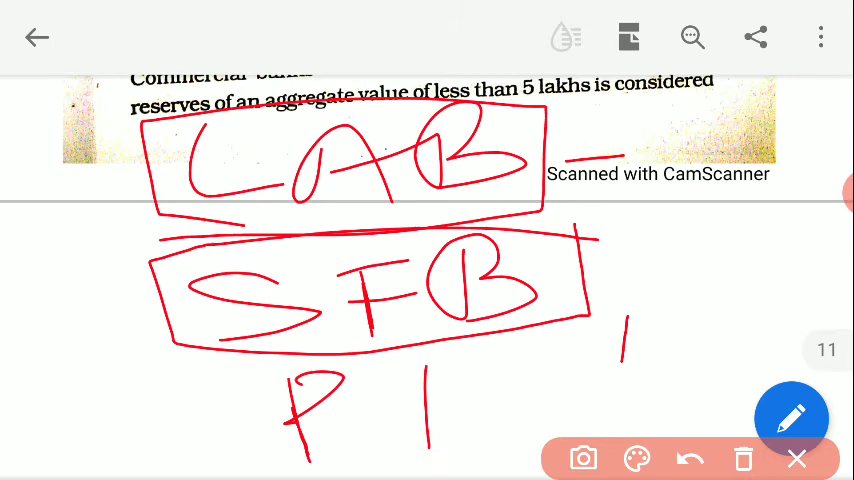 reserves of an aggregate value of less than 5 lakhs is considered
LAB
Scanned with CamScanner
SFB
11
P